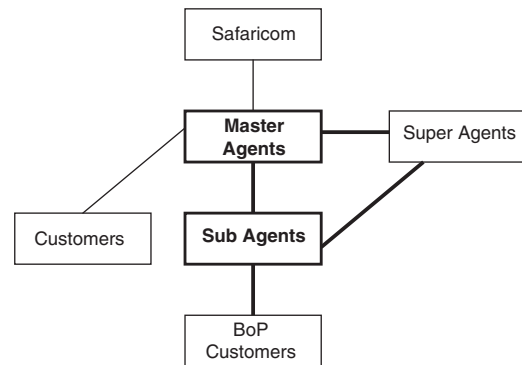 Safaricom
Master
Agents
Super Agents
Customers
Sub Agents
BoP
Customers